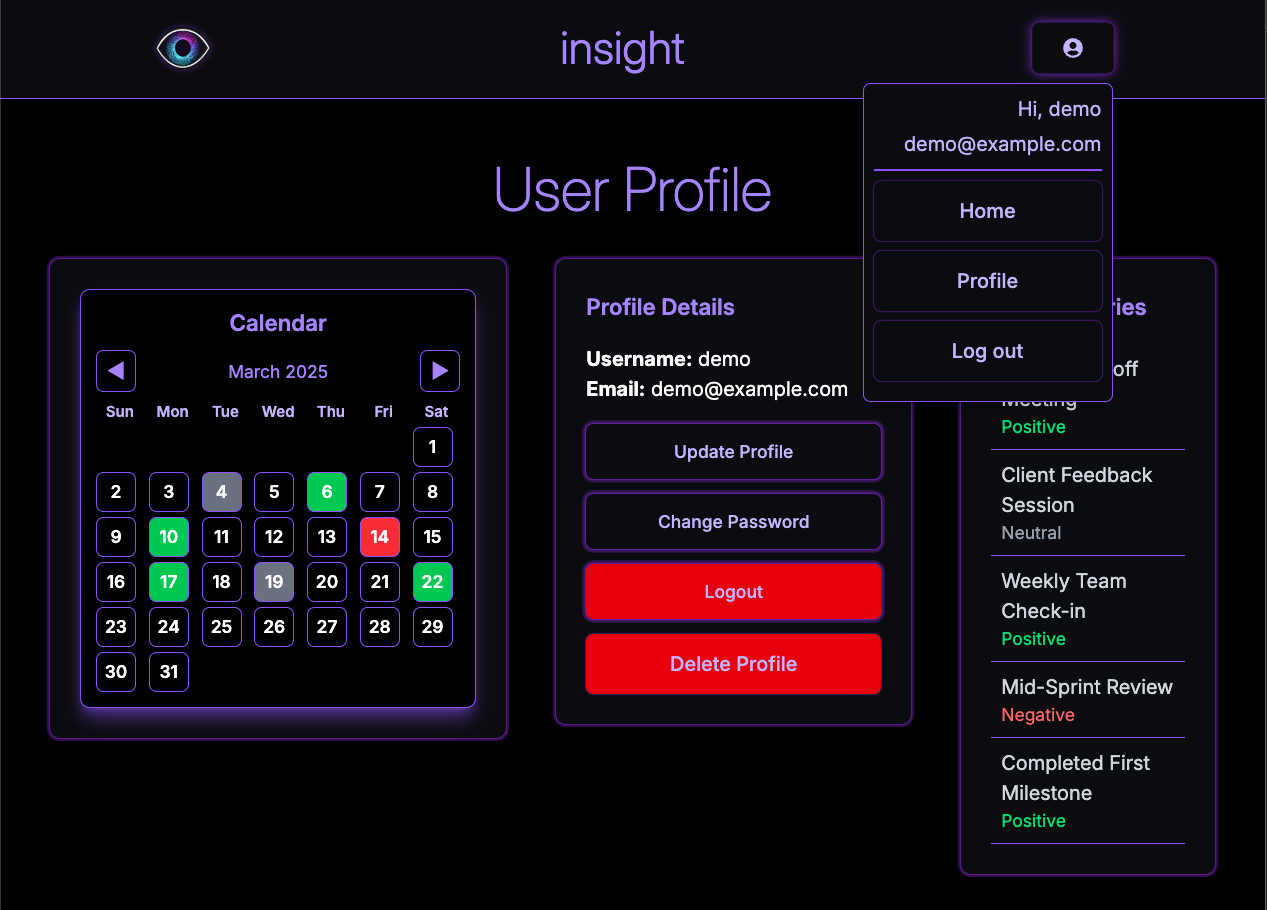 insight
Hi, demo
demo@example.com
Home
Profile
Log out
User Profile
Calendar
◀ March 2025 ▶
Sun Mon Tue Wed Thu Fri Sat
1
2 3 4 5 6 7 8
9 10 11 12 13 14 15
16 17 18 19 20 21 22
23 24 25 26 27 28 29
30 31
Profile Details
Username: demo
Email: demo@example.com
Update Profile
Change Password
Logout
Delete Profile
ries
off
Meeting
Positive
Client Feedback
Session
Neutral
Weekly Team
Check-in
Positive
Mid-Sprint Review
Negative
Completed First
Milestone
Positive